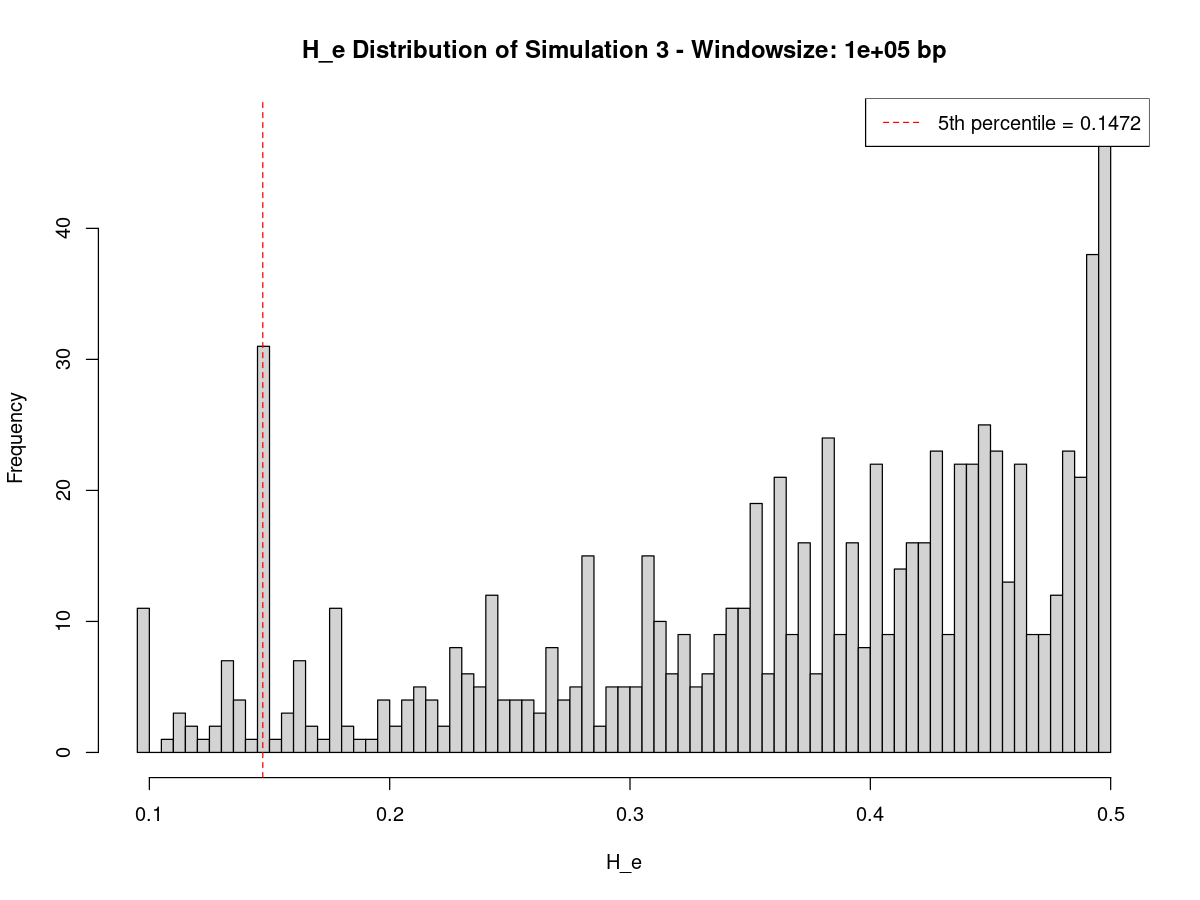 H_e Distribution of Simulation 3 - Windowsize: 1e+05 bp
5th percentile = 0.1472
Frequency
40
30
20
10
0
0.1 0.2 0.3 0.4 0.5
H_e